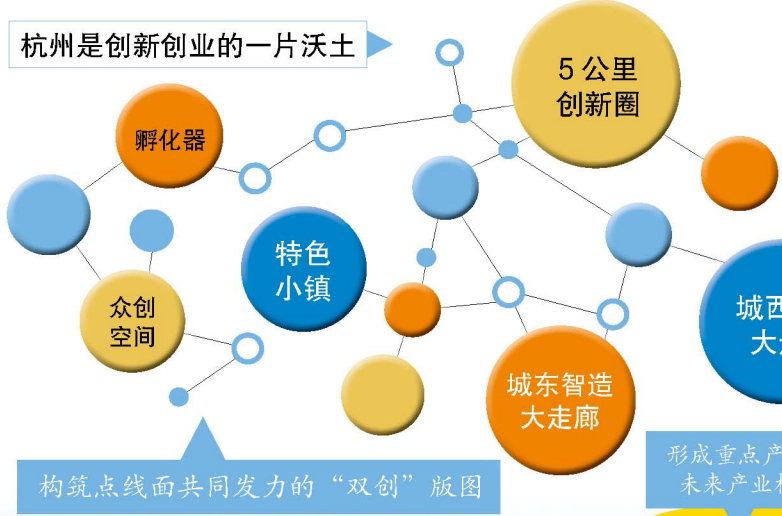 杭州是创新创业的一片沃土
5公里
创新圈
孵化器
特色
小镇
众创
空间
城西
大
城东智造
大走廊
构筑点线面共同发力的“双创”版图
形成重点产
未来产业